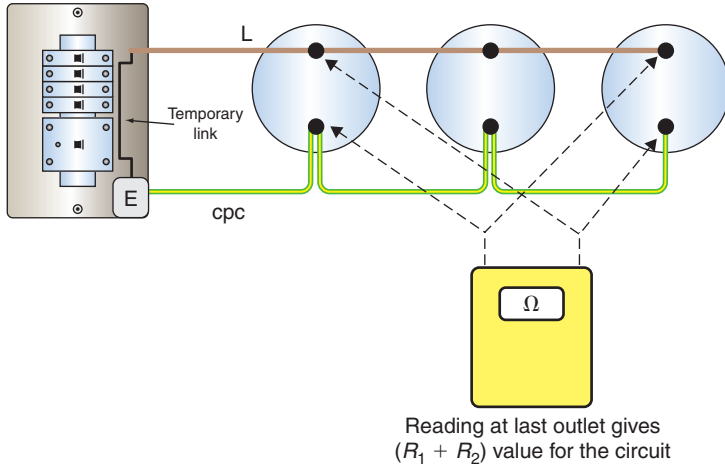 L
Temporary
link
E
cpc
Ω
Reading at last outlet gives
(R₁ + R₂) value for the circuit